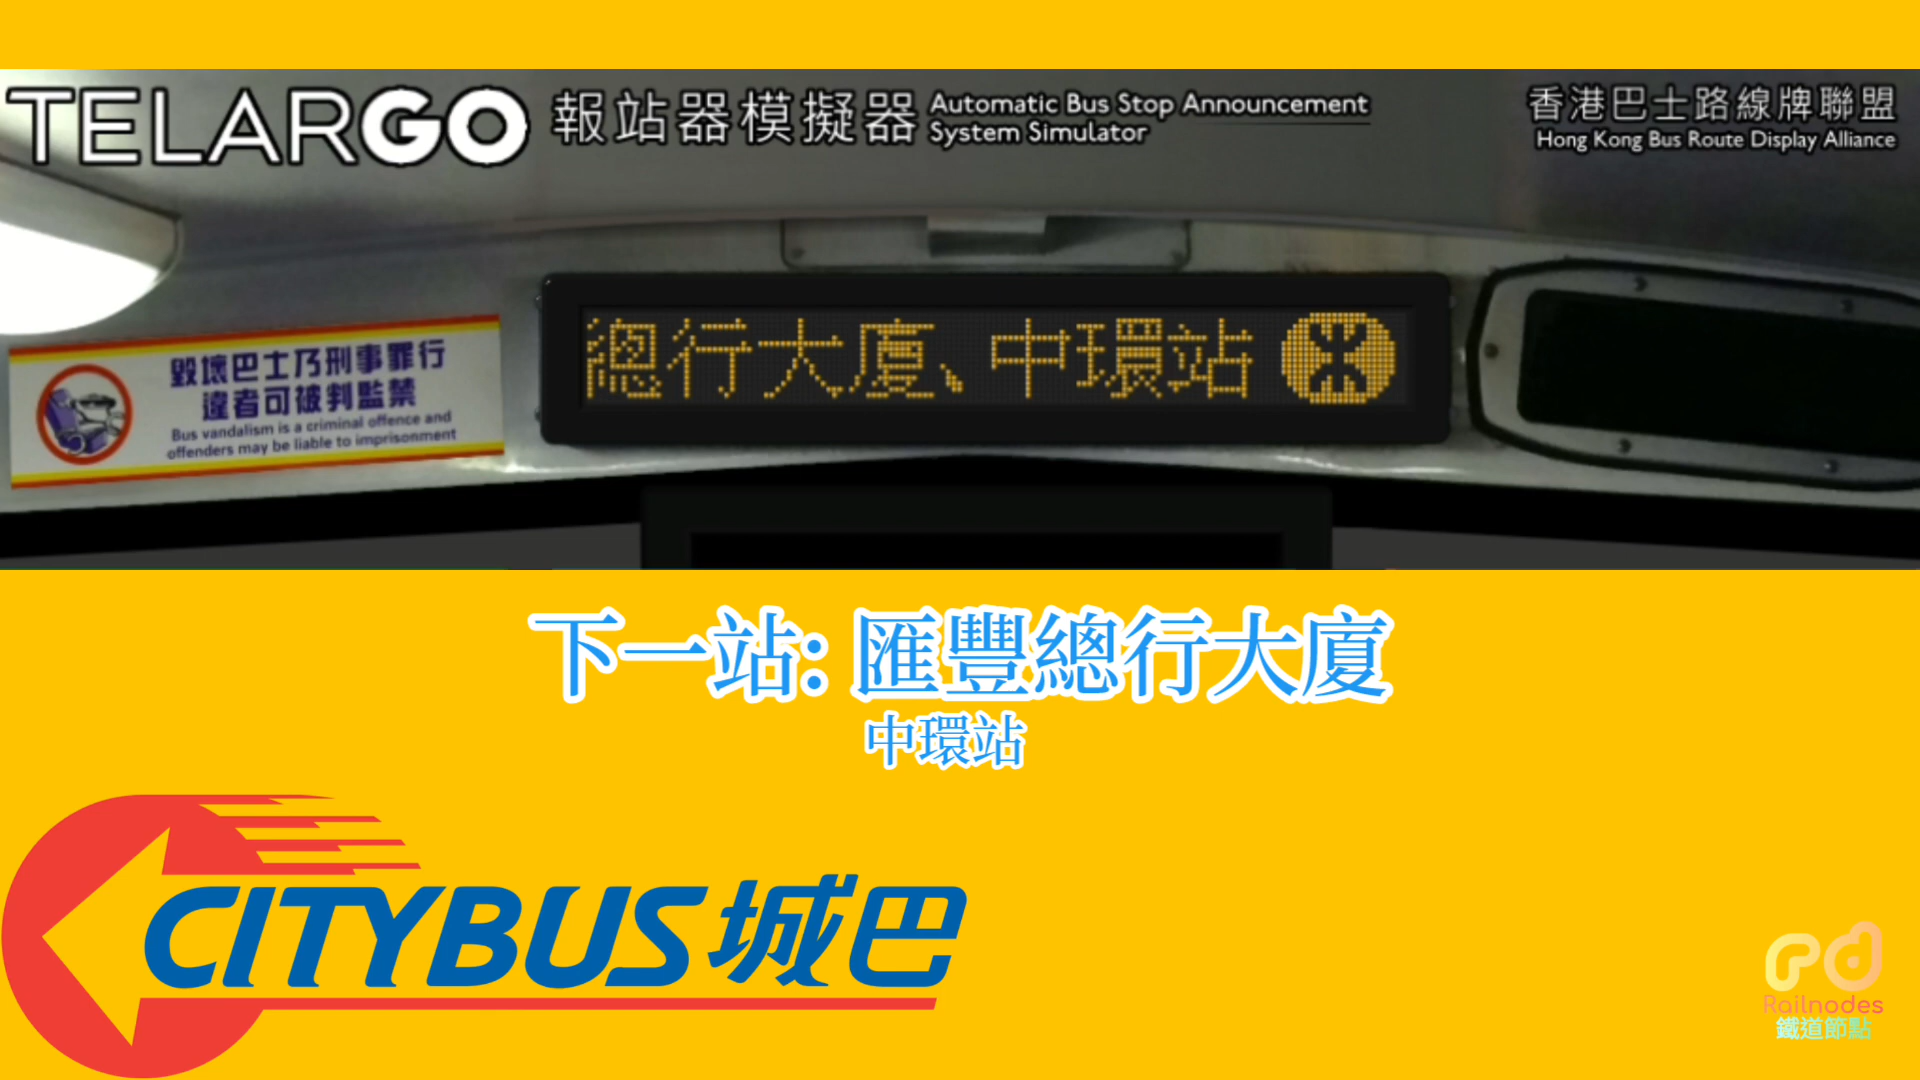 TELARGO 報站器模擬器 Automatic Bus Stop Announcement
System Simulator
香港巴士路線牌聯盟
Hong Kong Bus Route Display Alliance
總行大廈、中環站
毀壞巴士乃刑事罪行
違者可被判監禁
Bus vandalism is a criminal offence and
offenders may be liable to imprisonment
下一站: 匯豐總行大廈
中環站
CITYBUS城巴
rd
Railnodes
鐵道節點